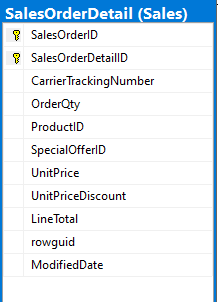 SalesOrderDetail (Sales)
SalesOrderID
SalesOrderDetailID
CarrierTrackingNumber
OrderQty
ProductID
SpecialOfferID
UnitPrice
UnitPriceDiscount
LineTotal
rowguid
ModifiedDate